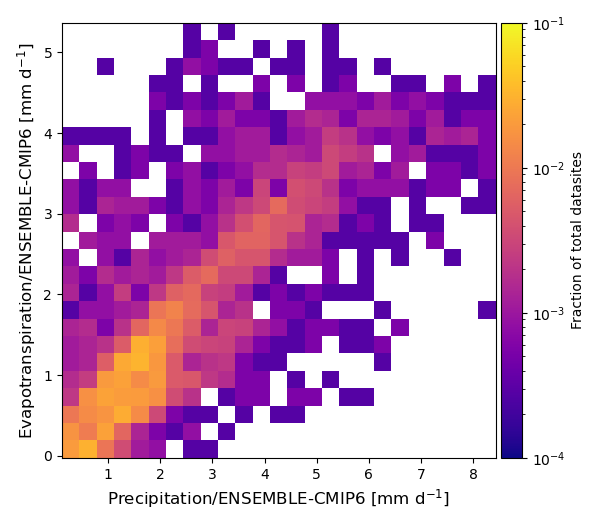 Evapotranspiration/ENSEMBLE-CMIP6 [mm d⁻¹]
5
4
3
2
1
0
1 2 3 4 5 6 7 8
Precipitation/ENSEMBLE-CMIP6 [mm d⁻¹]
10⁻¹
10⁻²
10⁻³
10⁻⁴
Fraction of total datasites